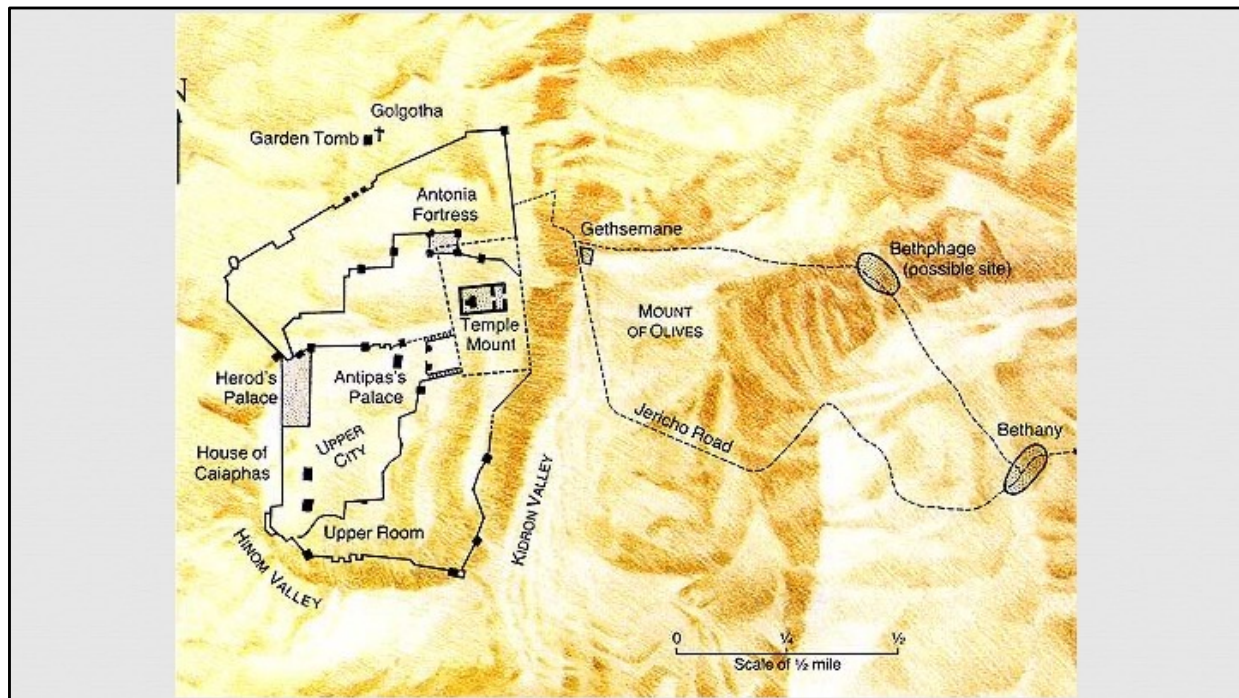 N
Golgotha
Garden Tomb
Antonia
Fortress
Gethsemane
Bethphage
(possible site)
MOUNT
OF OLIVES
Temple
Mount
Herod's
Palace
Antipas's
Palace
Jericho Road
UPPER
CITY
Bethany
House of
Caiaphas
Upper Room
KIDRON VALLEY
HINOM VALLEY
0 ¼ ½
Scale of ½ mile